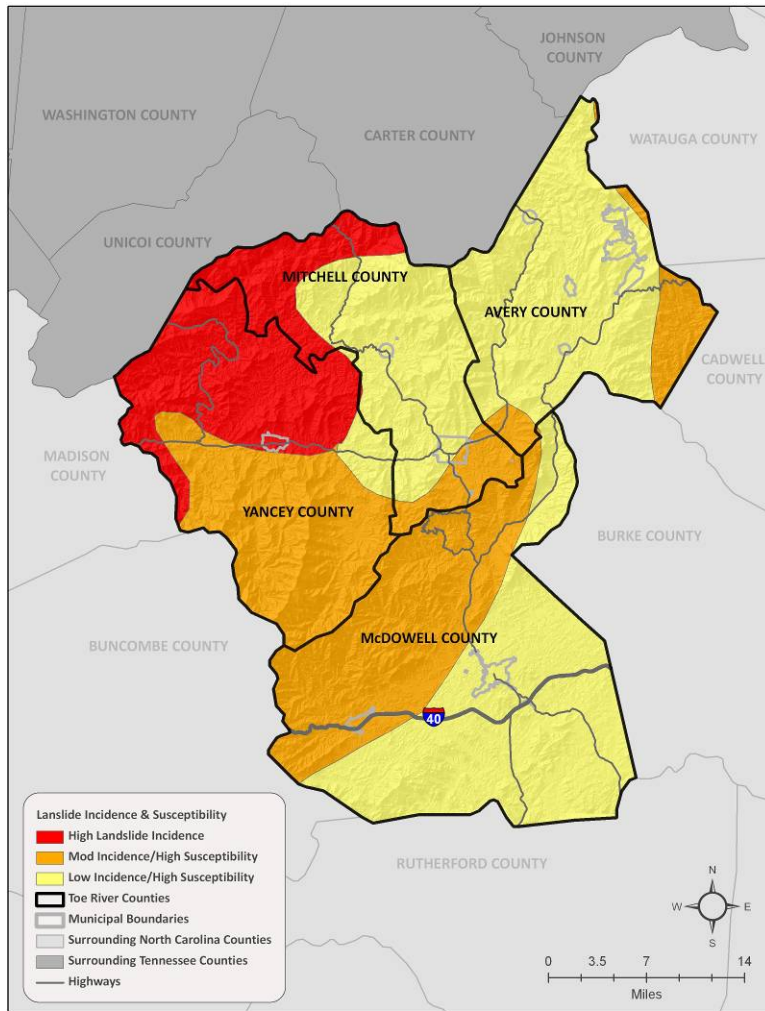 JOHNSON
COUNTY
WASHINGTON COUNTY
CARTER COUNTY
WATAUGA COUNTY
UNICOI COUNTY
MITCHELL COUNTY
AVERY COUNTY
CADWELL
COUNTY
MADISON
COUNTY
YANCEY COUNTY
BURKE COUNTY
BUNCOMBE COUNTY
McDOWELL COUNTY
40
Lanslide Incidence & Susceptibility
High Landslide Incidence
Mod Incidence/High Susceptibility
Low Incidence/High Susceptibility
Toe River Counties
Municipal Boundaries
Surrounding North Carolina Counties
Surrounding Tennessee Counties
Highways
RUTHERFORD COUNTY
N
W E
S
0 3.5 7 14
Miles